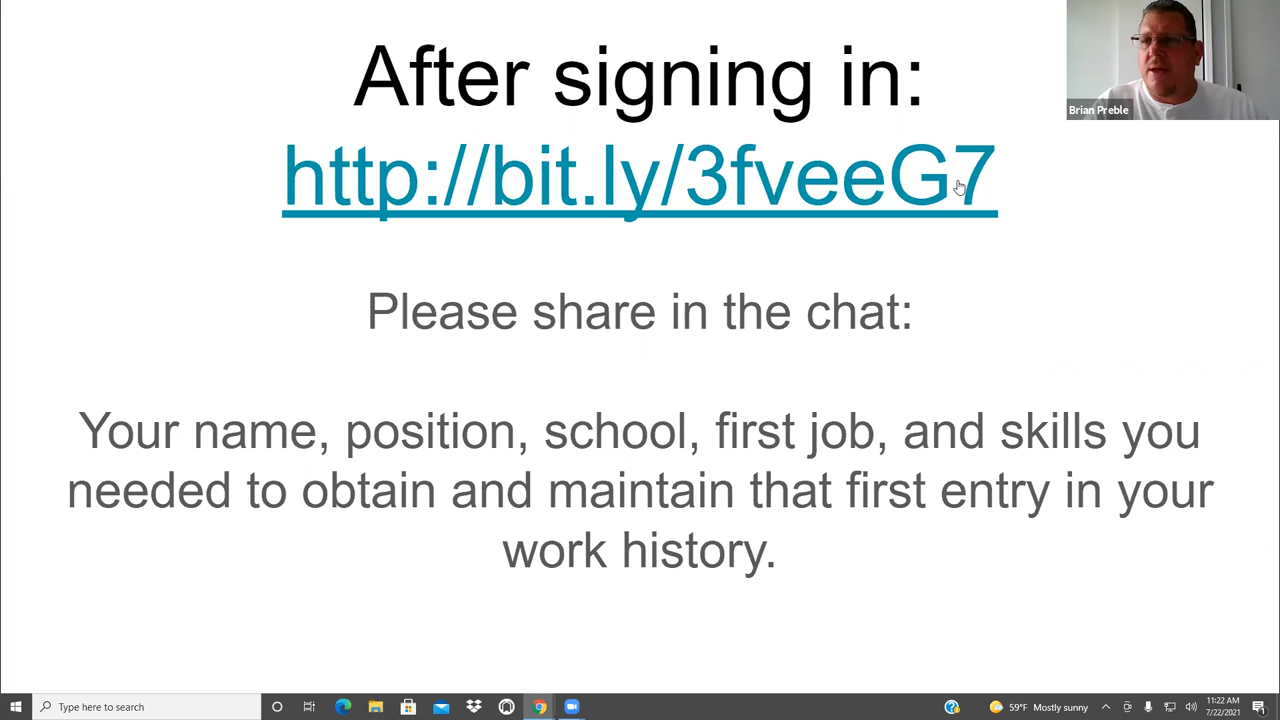 After signing in:
http://bit.ly/3fveeG7
Brian Preble
Please share in the chat:
Your name, position, school, first job, and skills you
needed to obtain and maintain that first entry in your
work history.
Type here to search
59°F Mostly sunny
11:22 AM
7/22/2021